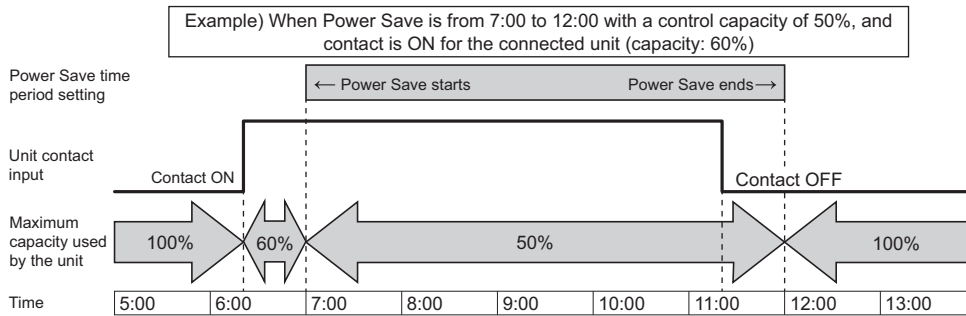 Example) When Power Save is from 7:00 to 12:00 with a control capacity of 50%, and
contact is ON for the connected unit (capacity: 60%)
Power Save time
period setting
← Power Save starts
Power Save ends→
Unit contact
input
Contact ON
Contact OFF
Maximum
capacity used
by the unit
100%
60%
50%
100%
Time
5:00
6:00
7:00
8:00
9:00
10:00
11:00
12:00
13:00